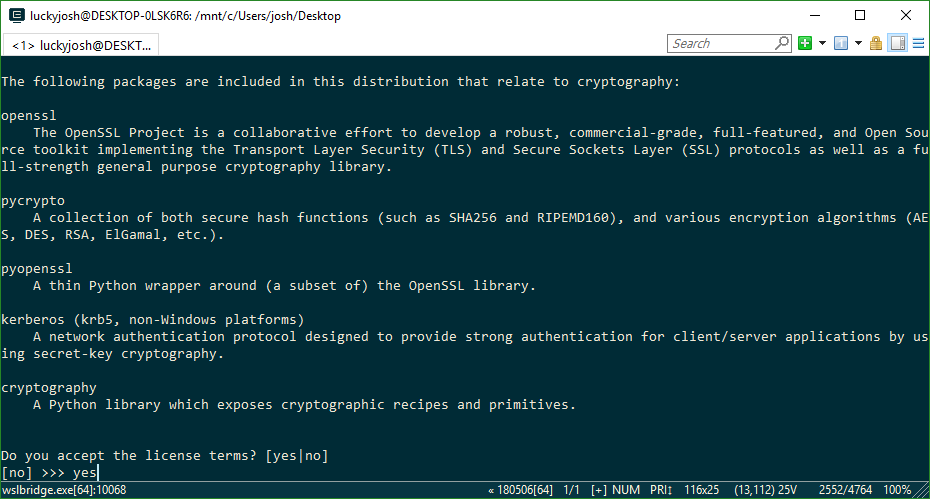 luckyjosh@DESKTOP-0LSK6R6: /mnt/c/Users/josh/Desktop
<1> luckyjosh@DESKT...
Search
The following packages are included in this distribution that relate to cryptography:
openssl
The OpenSSL Project is a collaborative effort to develop a robust, commercial-grade, full-featured, and Open Sou
rce toolkit implementing the Transport Layer Security (TLS) and Secure Sockets Layer (SSL) protocols as well as a fu
ll-strength general purpose cryptography library.
pycrypto
A collection of both secure hash functions (such as SHA256 and RIPEMD160), and various encryption algorithms (AE
S, DES, RSA, ElGamal, etc.).
pyopenssl
A thin Python wrapper around (a subset of) the OpenSSL library.
kerberos (krb5, non-Windows platforms)
A network authentication protocol designed to provide strong authentication for client/server applications by us
ing secret-key cryptography.
cryptography
A Python library which exposes cryptographic recipes and primitives.
Do you accept the license terms? [yes|no]
[no] >>> yes
wslbridge.exe[64]:10068 « 180506[64] 1/1 [+] NUM PRI↕ 116x25 (13,112) 25V 2552/4764 100%